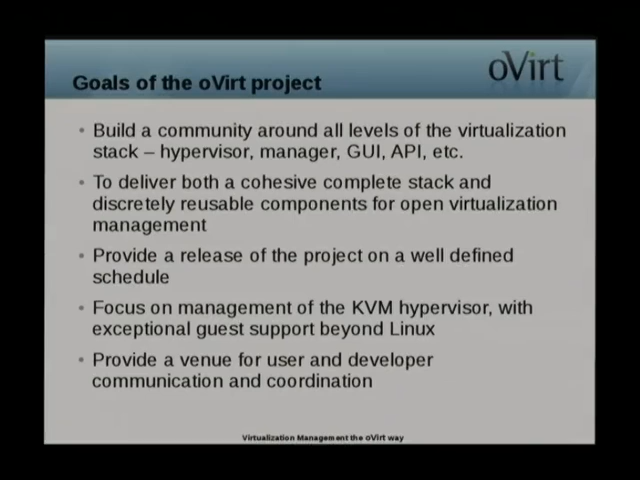 oVirt
Goals of the oVirt project
• Build a community around all levels of the virtualization
stack – hypervisor, manager, GUI, API, etc.
• To deliver both a cohesive complete stack and
discretely reusable components for open virtualization
management
• Provide a release of the project on a well defined
schedule
• Focus on management of the KVM hypervisor, with
exceptional guest support beyond Linux
• Provide a venue for user and developer
communication and coordination
Virtualization Management the oVirt way